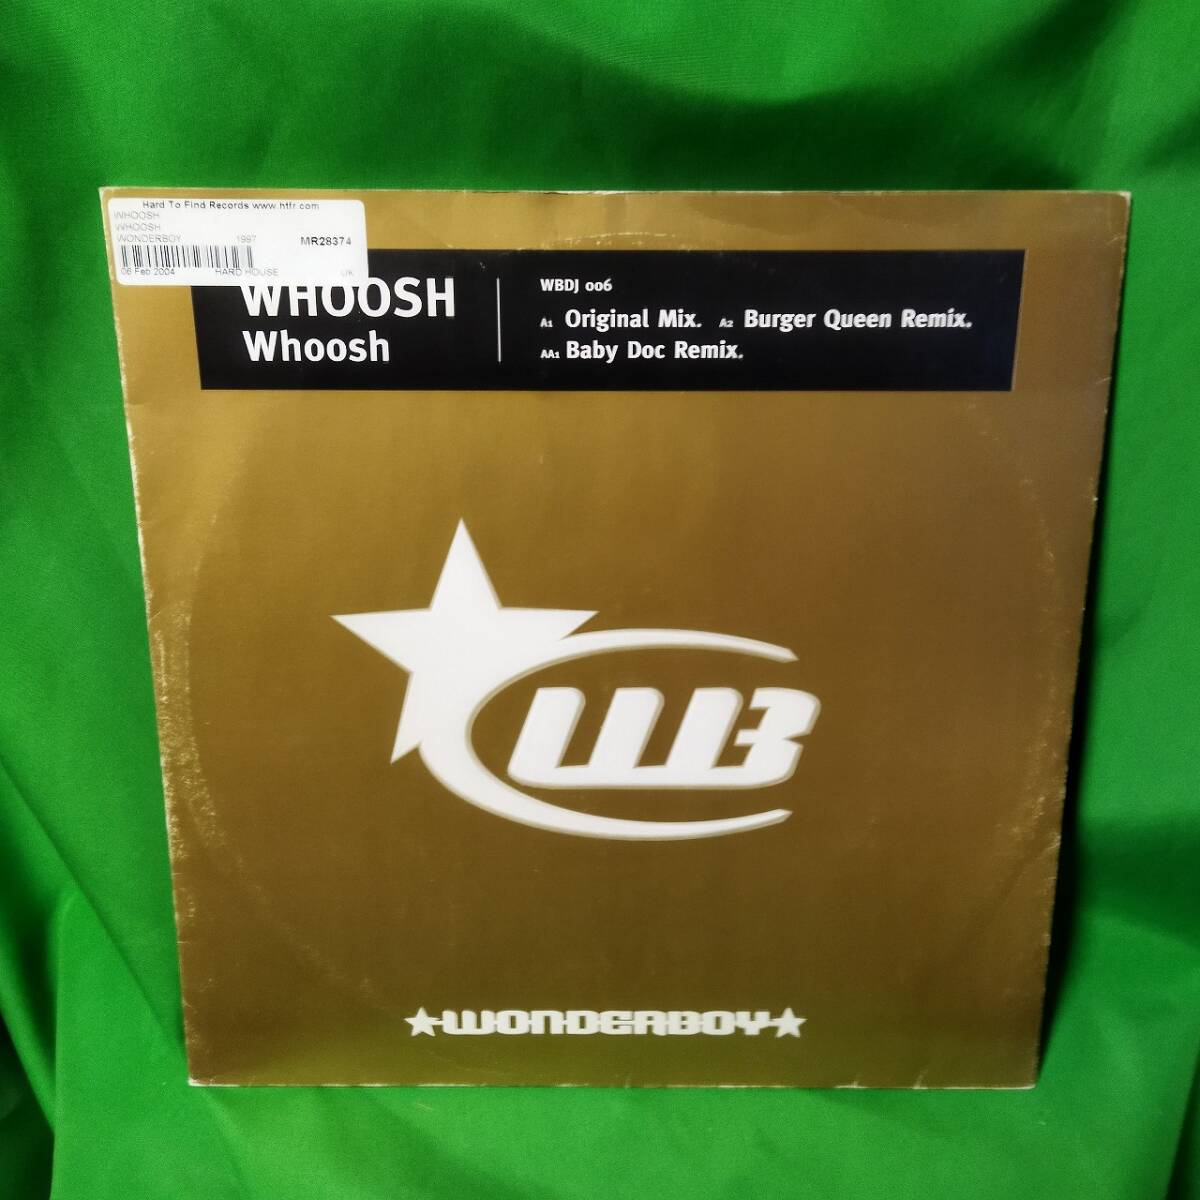 Hard To Find Records www.htfr.com
WHOOSH
WHOOSH
WONDERBOY 1997 MR28374
06 Feb 2004 HARD HOUSE UK
WHOOSH
Whoosh
WBDJ 006
A1 Original Mix. A2 Burger Queen Remix.
AA1 Baby Doc Remix.
WB
WONDERBOY